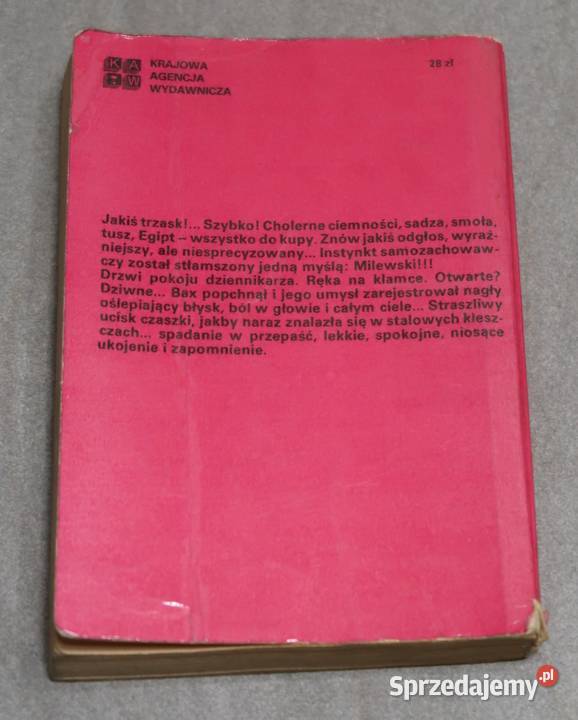 K A
W
KRAJOWA
AGENCJA
WYDAWNICZA
28 zł
Jakiś trzask!... Szybko! Cholerne ciemności, sadza, smoła,
tusz, Egipt – wszystko do kupy. Znów jakiś odgłos, wyraź-
niejszy, ale niesprecyzowany... Instynkt samozachowaw-
czy został stłamszony jedną myślą: Milewski!!!
Drzwi pokoju dziennikarza. Ręka na klamce. Otwarte?
Dziwne... Bax popchnął i jego umysł zarejestrował nagły
oślepiający błysk, ból w głowie i całym ciele... Straszliwy
ucisk czaszki, jakby naraz znalazła się w stalowych klesz-
czach... spadanie w przepaść, lekkie, spokojne, niosące
ukojenie i zapomnienie.
Sprzedajemy.pl